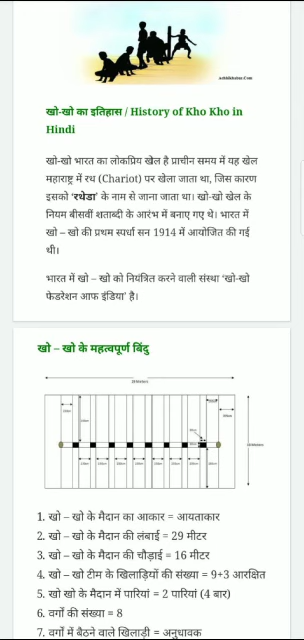 achhibatan.Com
खो-खो का इतिहास / History of Kho Kho in
Hindi
खो-खो भारत का लोकप्रिय खेल है प्राचीन समय में यह खेल
महाराष्ट्र में रथ (Chariot) पर खेला जाता था, जिस कारण
इसको 'रथेडा' के नाम से जाना जाता था। खो-खो खेल के
नियम बीसवीं शताब्दी के आरंभ में बनाए गए थे। भारत में
खो – खो की प्रथम स्पर्धा सन 1914 में आयोजित की गई
थी।
भारत में खो – खो को नियंत्रित करने वाली संस्था 'खो-खो
फेडरेशन आफ इंडिया' है।
खो – खो के महत्वपूर्ण बिंदु
1. खो – खो के मैदान का आकार = आयताकार
2. खो – खो के मैदान की लंबाई = 29 मीटर
3. खो – खो के मैदान की चौड़ाई = 16 मीटर
4. खो – खो टीम के खिलाड़ियों की संख्या = 9+3 आरक्षित
5. खो खो के मैदान में पारियां = 2 पारियां (4 बार)
6. वर्गों की संख्या = 8
7. वर्गो में बैठने वाले खिलाड़ी = अनुधावक